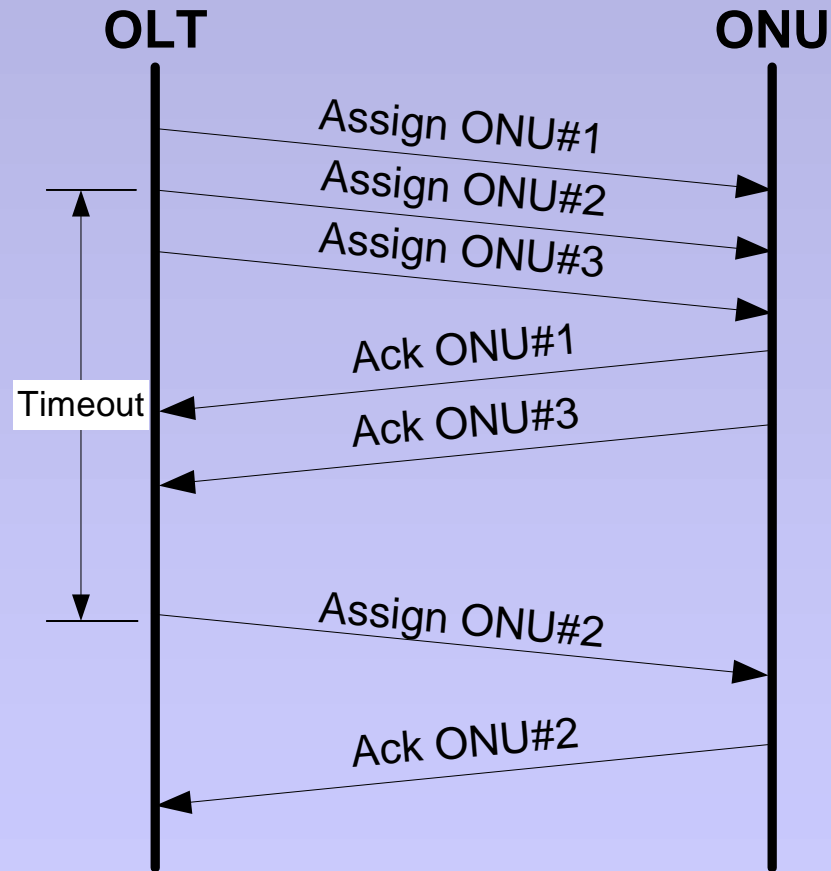 OLT
ONU
Assign ONU#1
Assign ONU#2
Assign ONU#3
Ack ONU#1
Timeout
Ack ONU#3
Assign ONU#2
Ack ONU#2